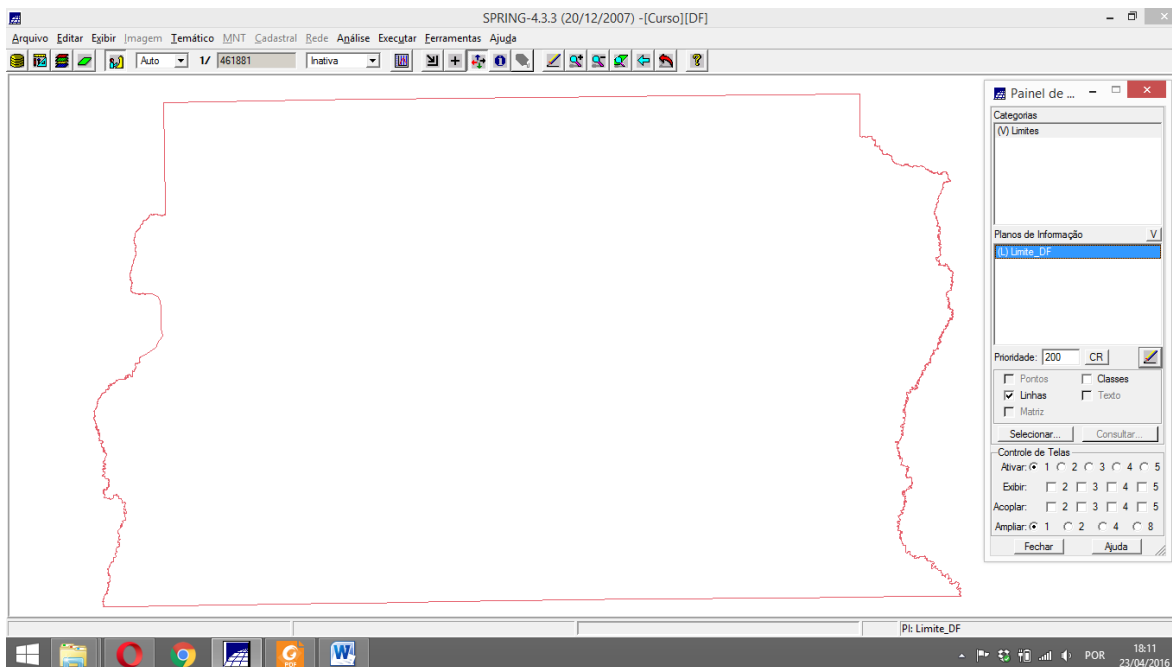 SPRING-4.3.3 (20/12/2007) -[Curso][DF]
Arquivo Editar Exibir Imagem Temático MNT Cadastral Rede Análise Executar Ferramentas Ajuda
Auto 1/ 461881 Inativa
Painel de ...
Categorias
(V) Limites
Planos de Informação V
(L) Limite_DF
Prioridade: 200 CR
Pontos Classes
Linhas Texto
Matriz
Selecionar... Consultar...
Controle de Telas
Ativar: 1 2 3 4 5
Exibir: 2 3 4 5
Acoplar: 2 3 4 5
Ampliar: 1 2 4 8
Fechar Ajuda
PI: Limite_DF
PDF
POR 18:11
23/04/2016